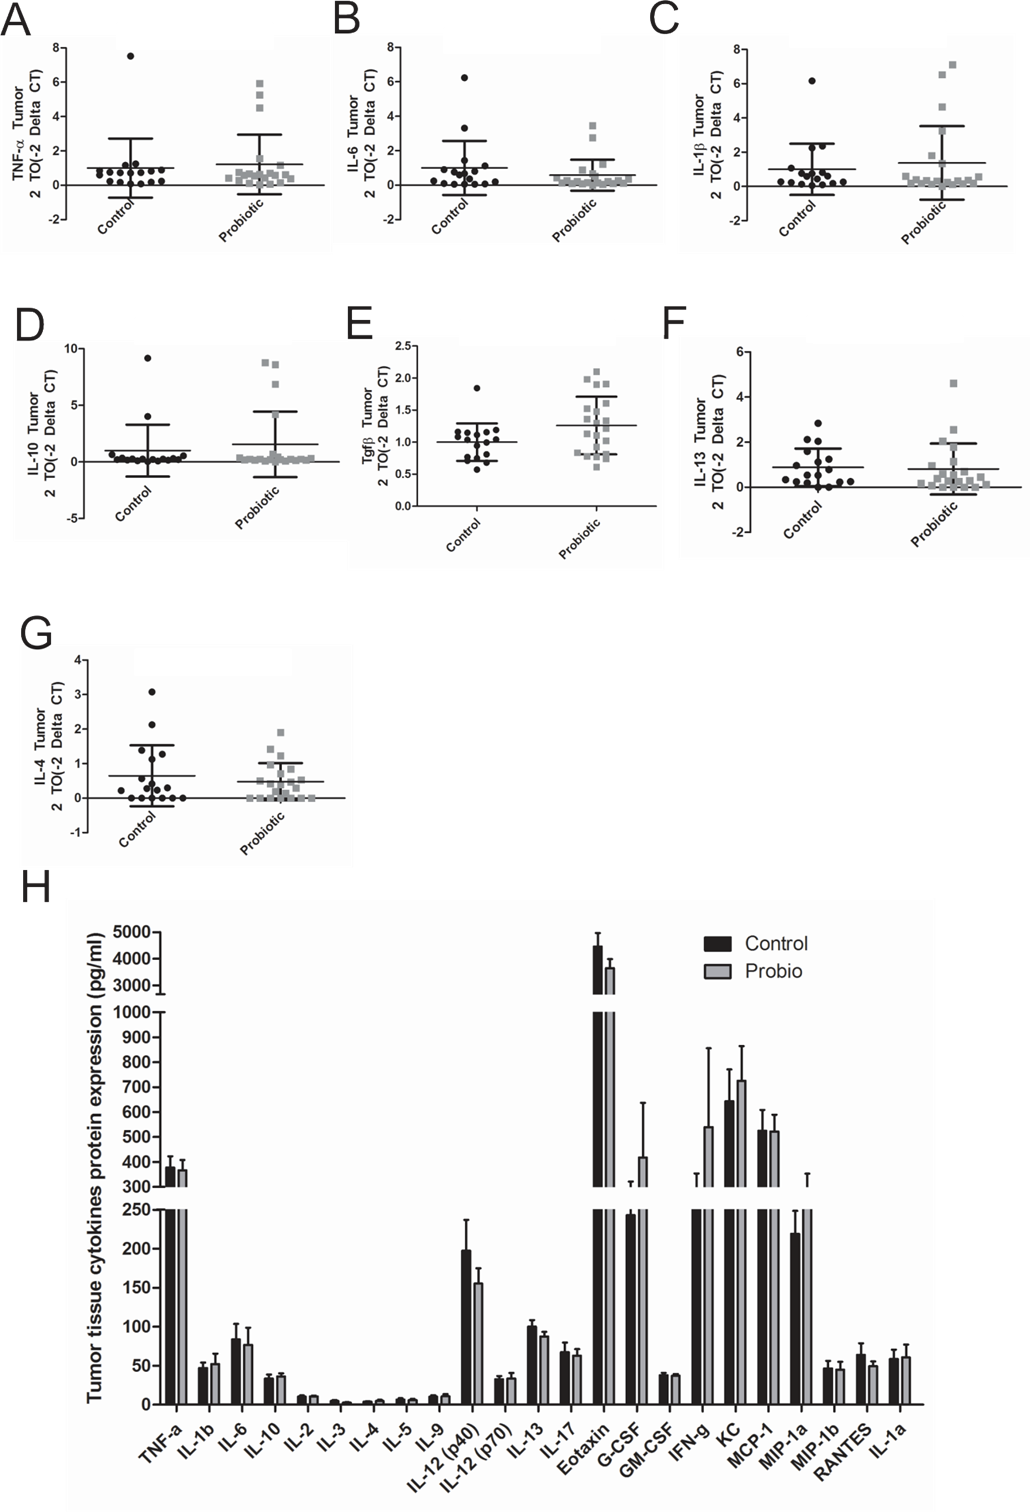 A
TNF-α Tumor
2 TO(-2 Delta CT)
8
6
4
2
0
-2
Control
Probiotic
B
IL-6 Tumor
2 TO(-2 Delta CT)
8
6
4
2
0
-2
Control
Probiotic
C
IL-1β Tumor
2 TO(-2 Delta CT)
8
6
4
2
0
-2
Control
Probiotic
D
IL-10 Tumor
2 TO(-2 Delta CT)
10
5
0
-5
Control
Probiotic
E
Tgfβ Tumor
2 TO(-2 Delta CT)
2.5
2.0
1.5
1.0
0.5
0.0
Control
Probiotic
F
IL-13 Tumor
2 TO(-2 Delta CT)
6
4
2
0
-2
Control
Probiotic
G
IL-4 Tumor
2 TO(-2 Delta CT)
4
3
2
1
0
-1
Control
Probiotic
H
Tumor tissue cytokines protein expression (pg/ml)
5000
4000
3000
1000
900
800
700
600
500
400
300
250
200
150
100
50
0
Control
Probio
TNF-a
IL-1b
IL-6
IL-10
IL-2
IL-3
IL-4
IL-5
IL-9
IL-12 (p40)
IL-12 (p70)
IL-13
IL-17
Eotaxin
G-CSF
GM-CSF
IFN-g
KC
MCP-1
MIP-1a
MIP-1b
RANTES
IL-1a